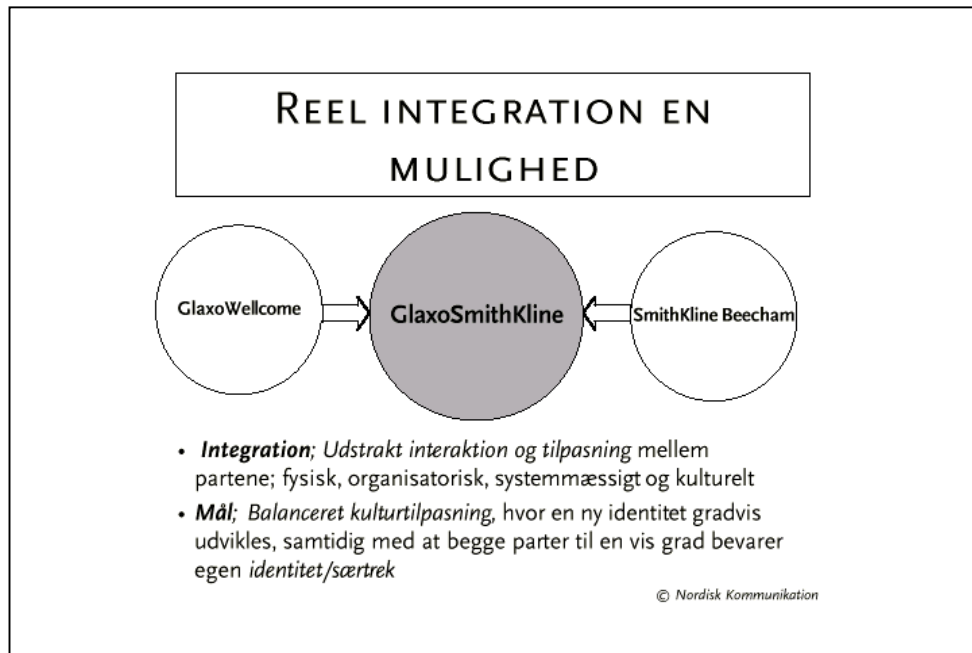 REEL INTEGRATION EN
MULIGHED
GlaxoWellcome
GlaxoSmithKline
SmithKline Beecham
• Integration; Udstrakt interaktion og tilpasning mellem
partene; fysisk, organisatorisk, systemmæssigt og kulturelt
• Mål; Balanceret kulturtilpasning, hvor en ny identitet gradvis
udvikles, samtidig med at begge parter til en vis grad bevarer
egen identitet/særtrek
© Nordisk Kommunikation